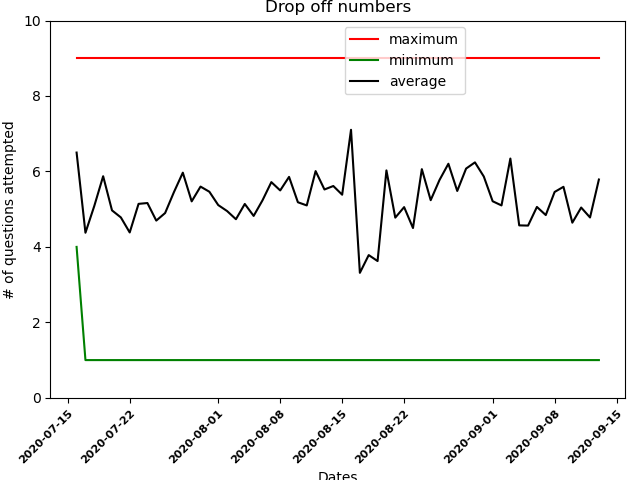 Drop off numbers
maximum
minimum
average
# of questions attempted
10
8
6
4
2
0
2020-07-15
2020-07-22
2020-08-01
2020-08-08
2020-08-15
2020-08-22
2020-09-01
2020-09-08
2020-09-15
Dates